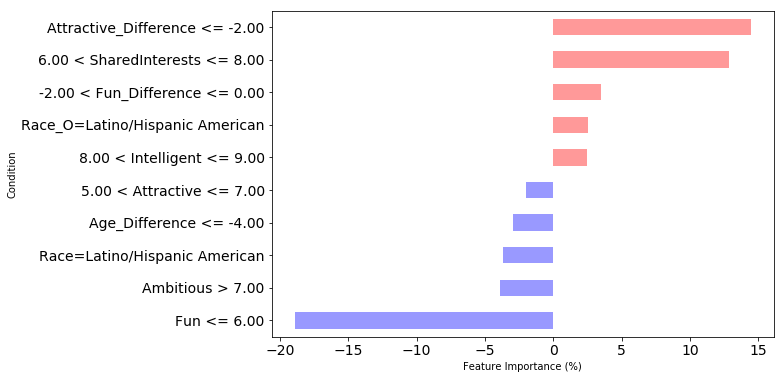 Attractive_Difference <= -2.00
6.00 < SharedInterests <= 8.00
-2.00 < Fun_Difference <= 0.00
Race_O=Latino/Hispanic American
8.00 < Intelligent <= 9.00
5.00 < Attractive <= 7.00
Age_Difference <= -4.00
Race=Latino/Hispanic American
Ambitious > 7.00
Fun <= 6.00
Condition
−20 −15 −10 −5 0 5 10 15
Feature Importance (%)